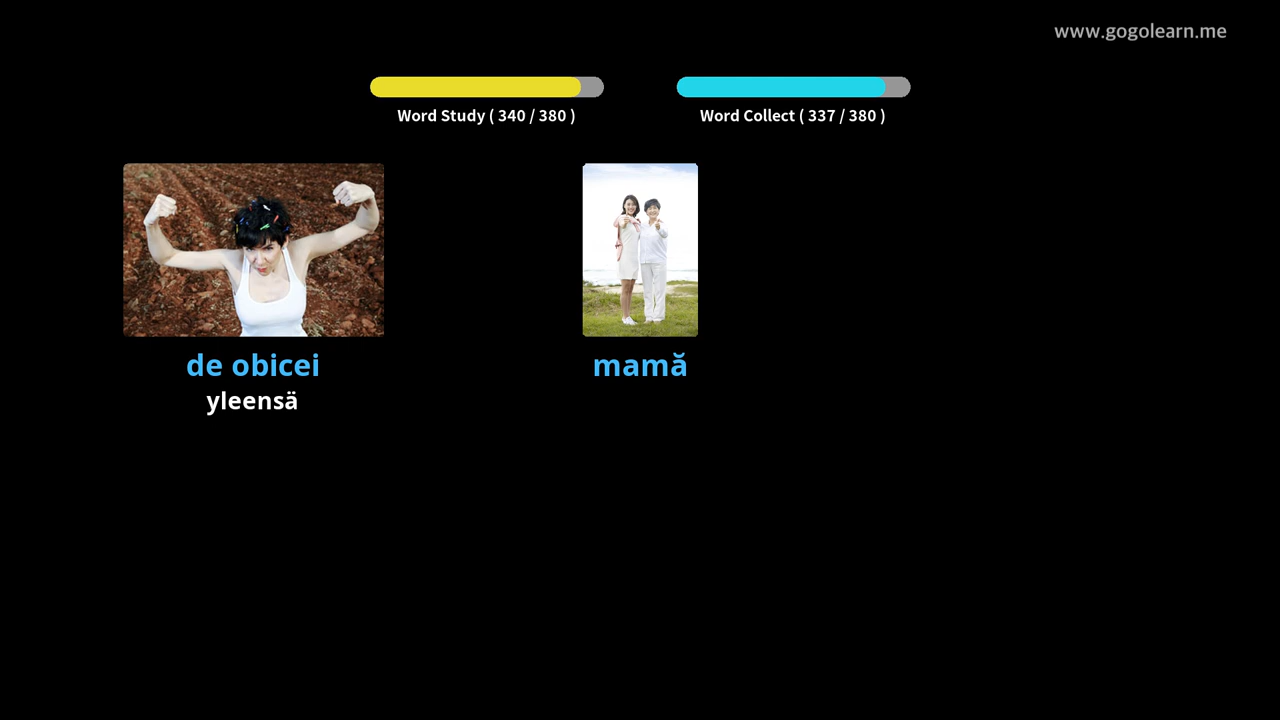 www.gogolearn.me
Word Study ( 340 / 380 )
Word Collect ( 337 / 380 )
de obicei
yleensä
mamă